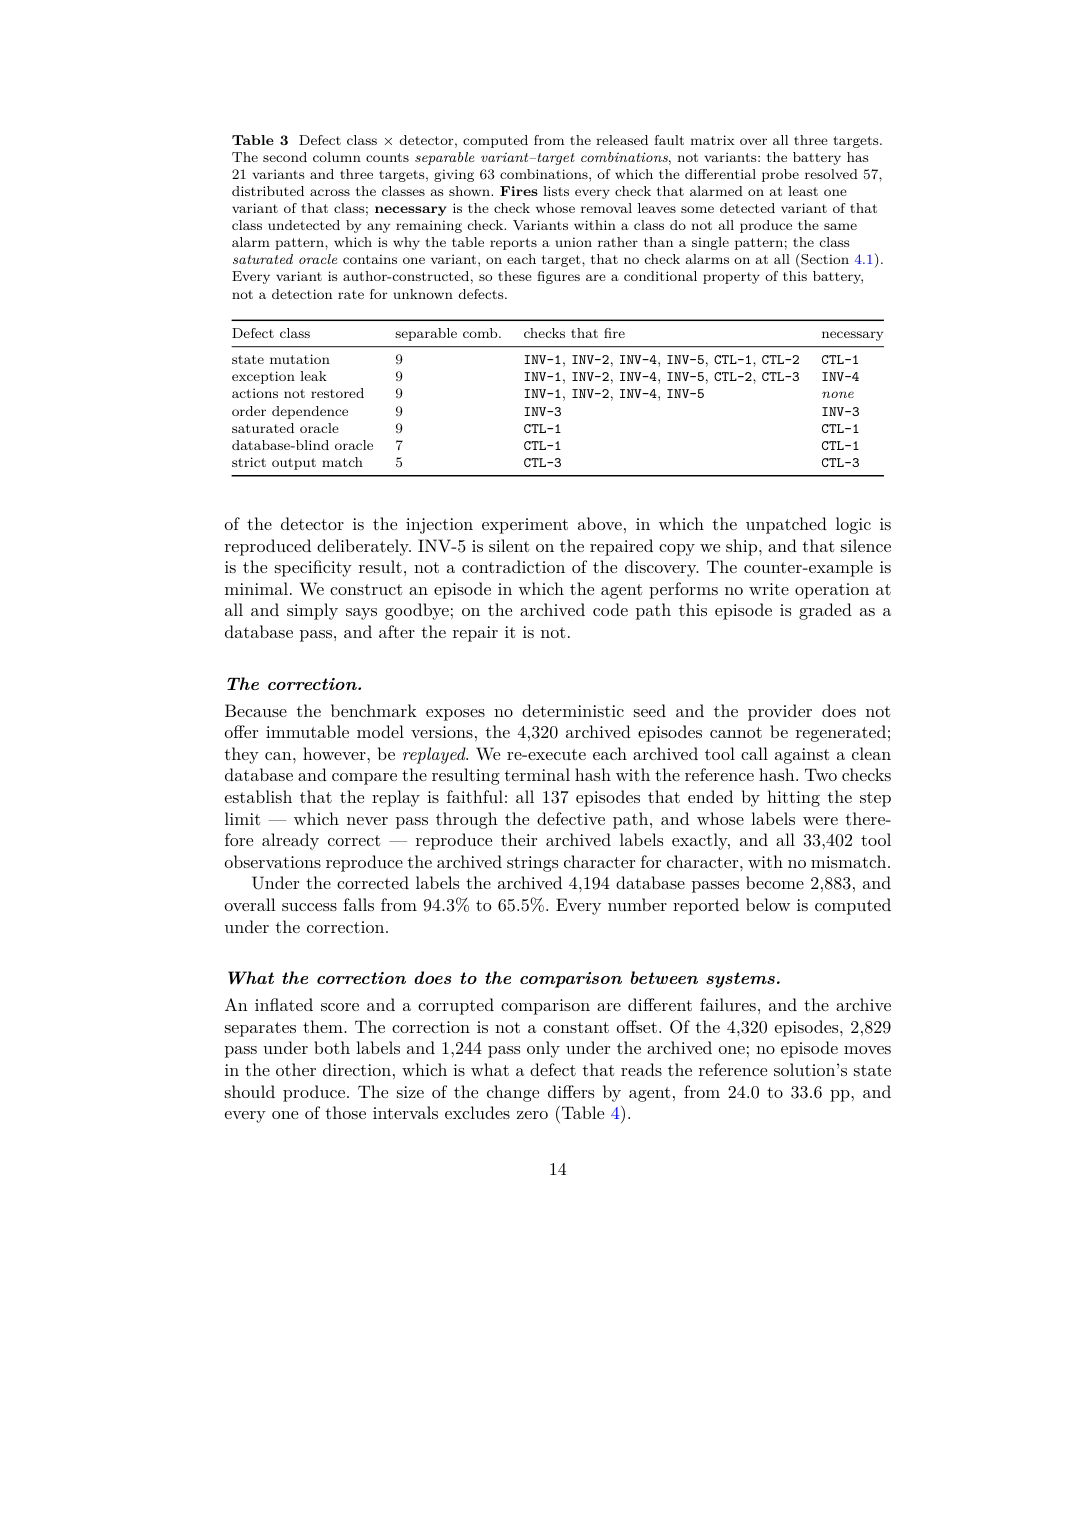 Table 3 Defect class × detector, computed from the released fault matrix over all three targets.
The second column counts separable variant–target combinations, not variants: the battery has
21 variants and three targets, giving 63 combinations, of which the differential probe resolved 57,
distributed across the classes as shown. Fires lists every check that alarmed on at least one
variant of that class; necessary is the check whose removal leaves some detected variant of that
class undetected by any remaining check. Variants within a class do not all produce the same
alarm pattern, which is why the table reports a union rather than a single pattern; the class
saturated oracle contains one variant, on each target, that no check alarms on at all (Section 4.1).
Every variant is author-constructed, so these figures are a conditional property of this battery,
not a detection rate for unknown defects.
Defect class separable comb. checks that fire necessary
state mutation 9 INV-1, INV-2, INV-4, INV-5, CTL-1, CTL-2 CTL-1
exception leak 9 INV-1, INV-2, INV-4, INV-5, CTL-2, CTL-3 INV-4
actions not restored 9 INV-1, INV-2, INV-4, INV-5 none
order dependence 9 INV-3 INV-3
saturated oracle 9 CTL-1 CTL-1
database-blind oracle 7 CTL-1 CTL-1
strict output match 5 CTL-3 CTL-3
of the detector is the injection experiment above, in which the unpatched logic is
reproduced deliberately. INV-5 is silent on the repaired copy we ship, and that silence
is the specificity result, not a contradiction of the discovery. The counter-example is
minimal. We construct an episode in which the agent performs no write operation at
all and simply says goodbye; on the archived code path this episode is graded as a
database pass, and after the repair it is not.
The correction.
Because the benchmark exposes no deterministic seed and the provider does not
offer immutable model versions, the 4,320 archived episodes cannot be regenerated;
they can, however, be replayed. We re-execute each archived tool call against a clean
database and compare the resulting terminal hash with the reference hash. Two checks
establish that the replay is faithful: all 137 episodes that ended by hitting the step
limit — which never pass through the defective path, and whose labels were there-
fore already correct — reproduce their archived labels exactly, and all 33,402 tool
observations reproduce the archived strings character for character, with no mismatch.
Under the corrected labels the archived 4,194 database passes become 2,883, and
overall success falls from 94.3% to 65.5%. Every number reported below is computed
under the correction.
What the correction does to the comparison between systems.
An inflated score and a corrupted comparison are different failures, and the archive
separates them. The correction is not a constant offset. Of the 4,320 episodes, 2,829
pass under both labels and 1,244 pass only under the archived one; no episode moves
in the other direction, which is what a defect that reads the reference solution's state
should produce. The size of the change differs by agent, from 24.0 to 33.6 pp, and
every one of those intervals excludes zero (Table 4).
14